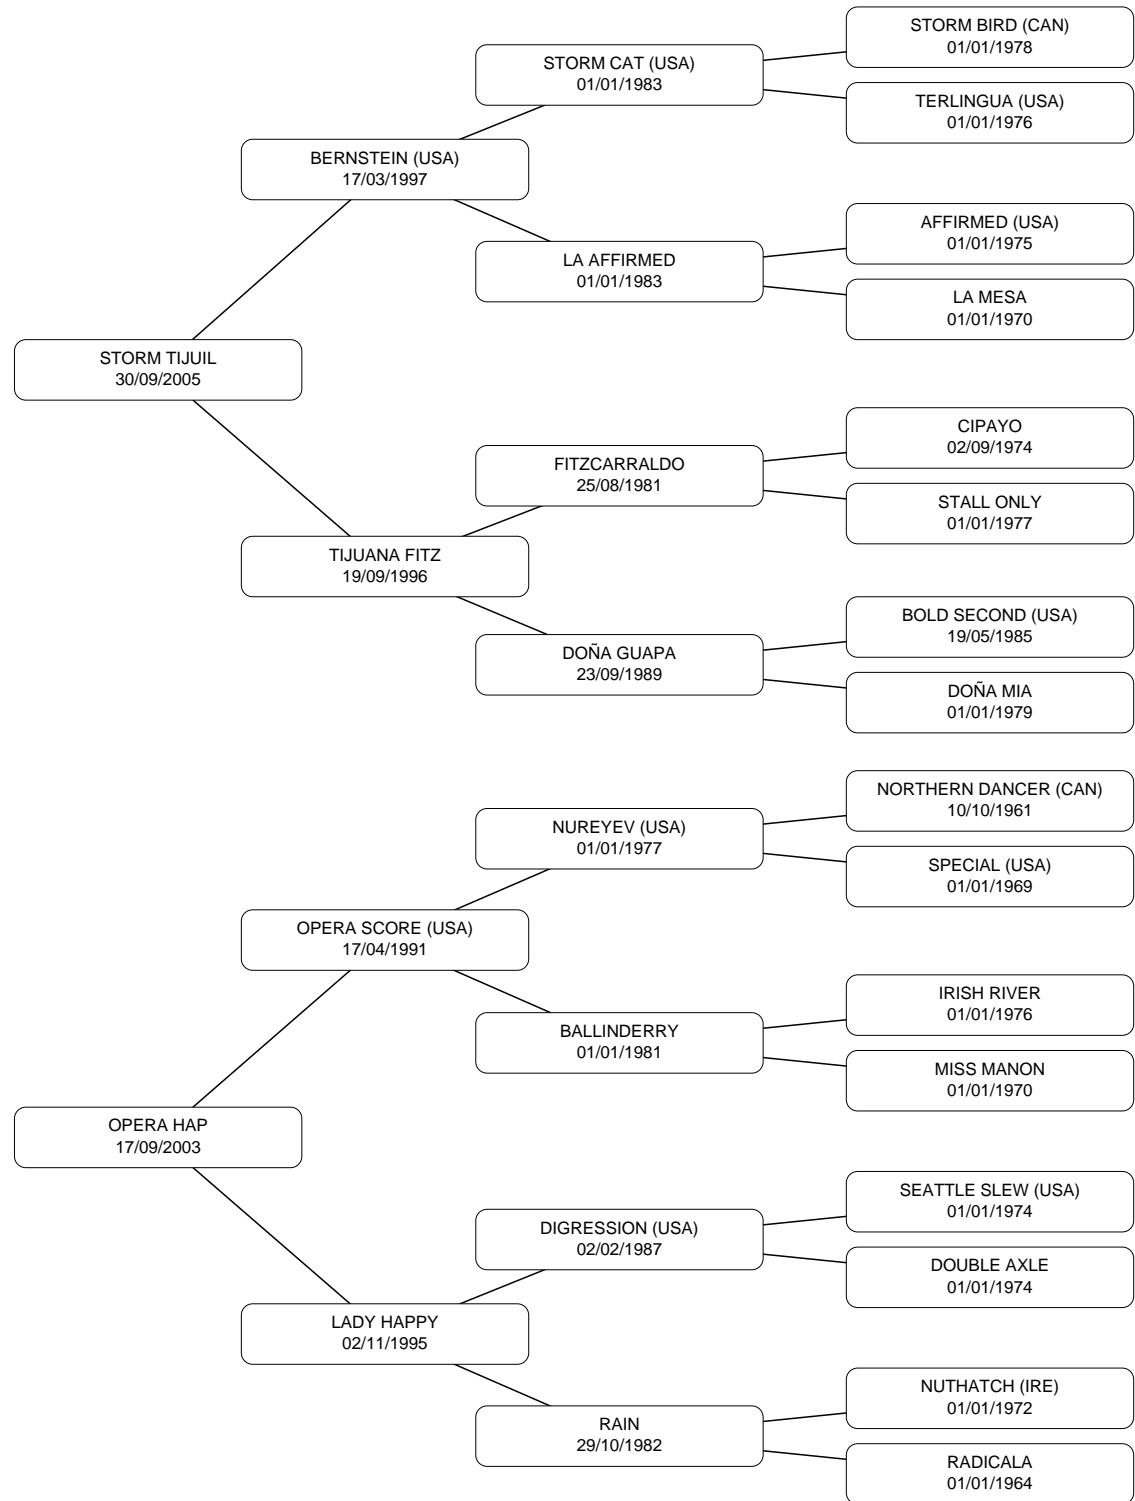 STORM BIRD (CAN)
01/01/1978
STORM CAT (USA)
01/01/1983
TERLINGUA (USA)
01/01/1976
BERNSTEIN (USA)
17/03/1997
AFFIRMED (USA)
01/01/1975
LA AFFIRMED
01/01/1983
LA MESA
01/01/1970
STORM TIJUIL
30/09/2005
CIPAYO
02/09/1974
FITZCARRALDO
25/08/1981
STALL ONLY
01/01/1977
TIJUANA FITZ
19/09/1996
BOLD SECOND (USA)
19/05/1985
DOÑA GUAPA
23/09/1989
DOÑA MIA
01/01/1979
NORTHERN DANCER (CAN)
10/10/1961
NUREYEV (USA)
01/01/1977
SPECIAL (USA)
01/01/1969
OPERA SCORE (USA)
17/04/1991
IRISH RIVER
01/01/1976
BALLINDERRY
01/01/1981
MISS MANON
01/01/1970
OPERA HAP
17/09/2003
SEATTLE SLEW (USA)
01/01/1974
DIGRESSION (USA)
02/02/1987
DOUBLE AXLE
01/01/1974
LADY HAPPY
02/11/1995
NUTHATCH (IRE)
01/01/1972
RAIN
29/10/1982
RADICALA
01/01/1964